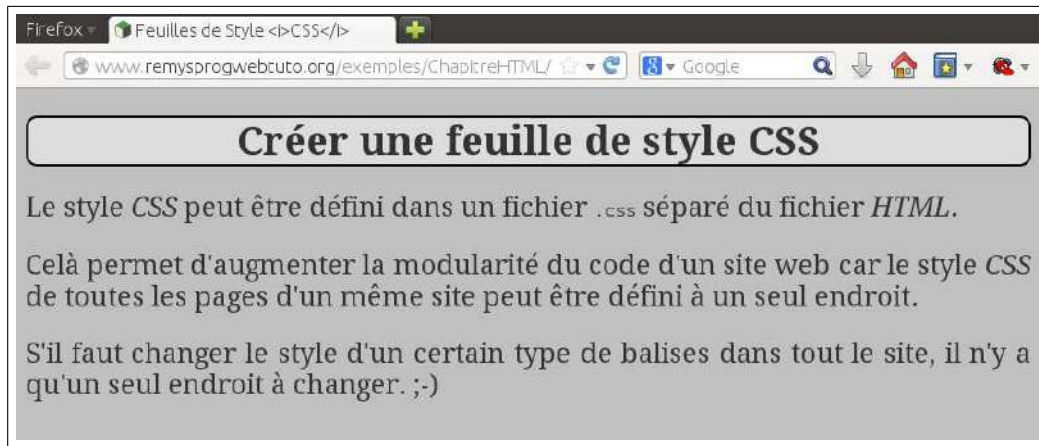 Firefox
Feuilles de Style <i>CSS</i>
www.remysprogwebtuto.org/exemples/ChapitreHTML/
Google
Créer une feuille de style CSS
Le style CSS peut être défini dans un fichier .css séparé du fichier HTML.
Celà permet d'augmenter la modularité du code d'un site web car le style CSS
de toutes les pages d'un même site peut être défini à un seul endroit.
S'il faut changer le style d'un certain type de balises dans tout le site, il n'y a
qu'un seul endroit à changer. ;-)